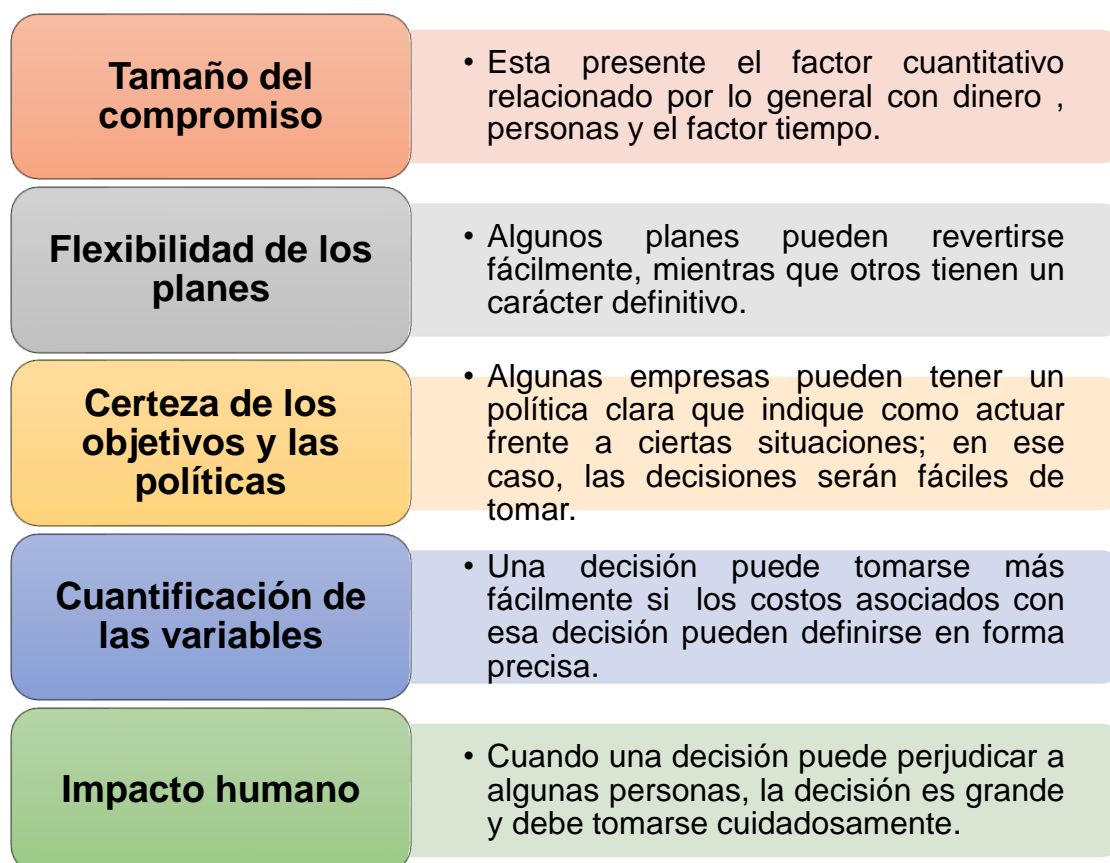 Tamaño del
compromiso
• Esta presente el factor cuantitativo
relacionado por lo general con dinero ,
personas y el factor tiempo.
Flexibilidad de los
planes
• Algunos planes pueden revertirse
fácilmente, mientras que otros tienen un
carácter definitivo.
Certeza de los
objetivos y las
políticas
• Algunas empresas pueden tener un
política clara que indique como actuar
frente a ciertas situaciones; en ese
caso, las decisiones serán fáciles de
tomar.
Cuantificación de
las variables
• Una decisión puede tomarse más
fácilmente si los costos asociados con
esa decisión pueden definirse en forma
precisa.
Impacto humano
• Cuando una decisión puede perjudicar a
algunas personas, la decisión es grande
y debe tomarse cuidadosamente.